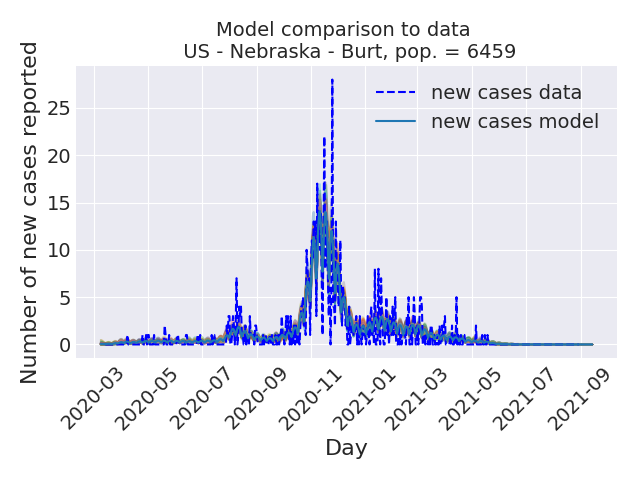 Model comparison to data
US - Nebraska - Burt, pop. = 6459
Number of new cases reported
25
20
15
10
5
0
new cases data
new cases model
2020-03
2020-05
2020-07
2020-09
2020-11
2021-01
2021-03
2021-05
2021-07
2021-09
Day